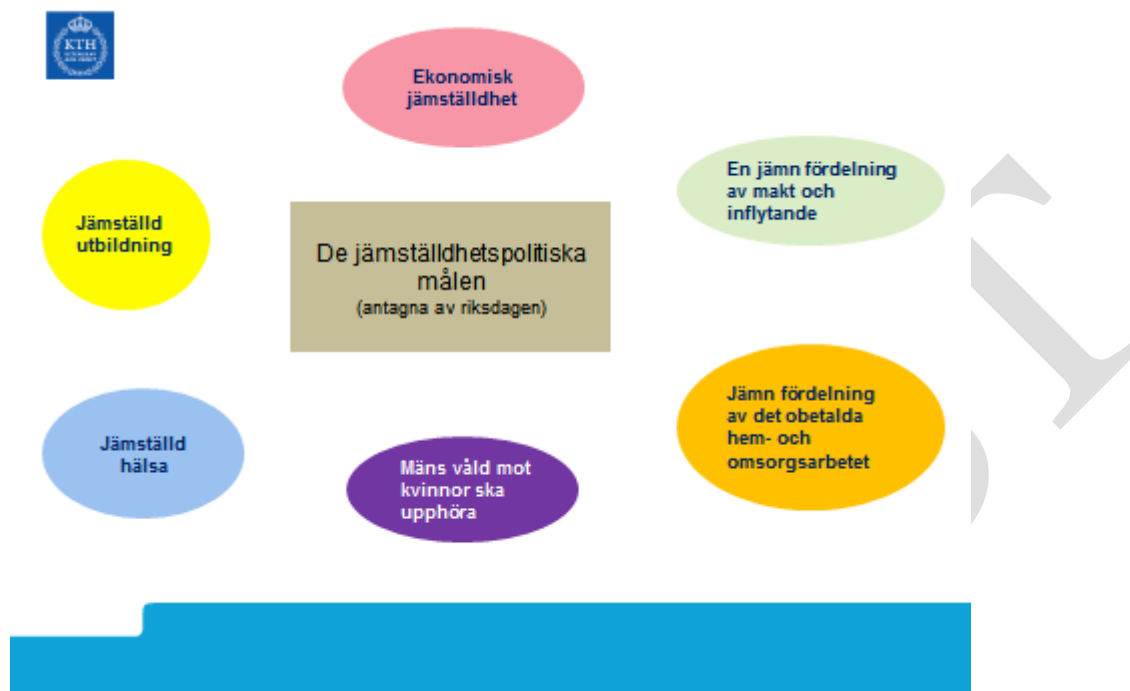 KTH
Ekonomisk
jämställdhet
En jämn fördelning
av makt och
inflytande
Jämställd
utbildning
De jämställdhetspolitiska
målen
(antagna av riksdagen)
Jämn fördelning
av det obetalda
hem- och
omsorgsarbetet
Jämställd
hälsa
Mäns våld mot
kvinnor ska
upphöra